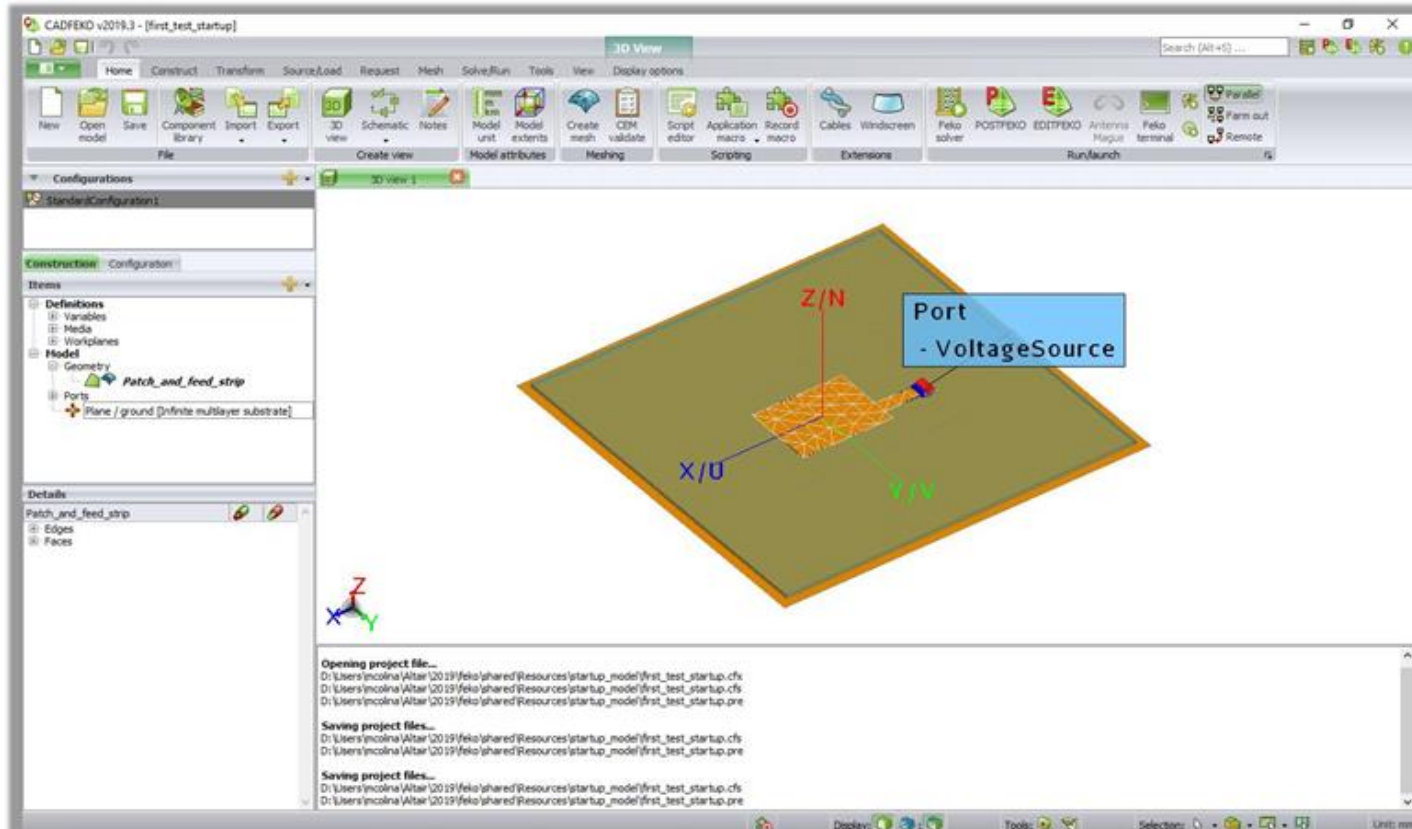 CADFEKO v2019.3 - [first_test_startup]
3D View
Search (Alt+S) ...
Home Construct Transform Source/Load Request Mesh Solve/Run Tools View Display options
New Open model Save Component library Import Export 3D view Schematic Notes Model unit Model extents Create mesh CEM validate Script editor Application macro Record macro Cables Windscreen Feko solver POSTFEKO EDITFEKO Antenna Magus Feko terminal Parallel Farm out Remote
File Create view Model attributes Meshing Scripting Extensions Run/launch
Configurations
3D view 1
StandardConfiguration1
Construction Configuration
Items
Definitions
Variables
Media
Workplanes
Model
Geometry
Patch_and_feed_strip
Ports
Plane / ground [Infinite multilayer substrate]
Details
Patch_and_feed_strip
Edges
Faces
Z/N
Port
- VoltageSource
X/U
Y/V
Z
X
Y
Opening project file...
D:\Users\mcolina\Altair\2019\feko\shared\Resources\startup_model\first_test_startup.cfx
D:\Users\mcolina\Altair\2019\feko\shared\Resources\startup_model\first_test_startup.cfs
D:\Users\mcolina\Altair\2019\feko\shared\Resources\startup_model\first_test_startup.pre
Saving project files...
D:\Users\mcolina\Altair\2019\feko\shared\Resources\startup_model\first_test_startup.cfs
D:\Users\mcolina\Altair\2019\feko\shared\Resources\startup_model\first_test_startup.pre
Saving project files...
D:\Users\mcolina\Altair\2019\feko\shared\Resources\startup_model\first_test_startup.cfs
D:\Users\mcolina\Altair\2019\feko\shared\Resources\startup_model\first_test_startup.pre
Display: Tools: Selection: Unit: mm